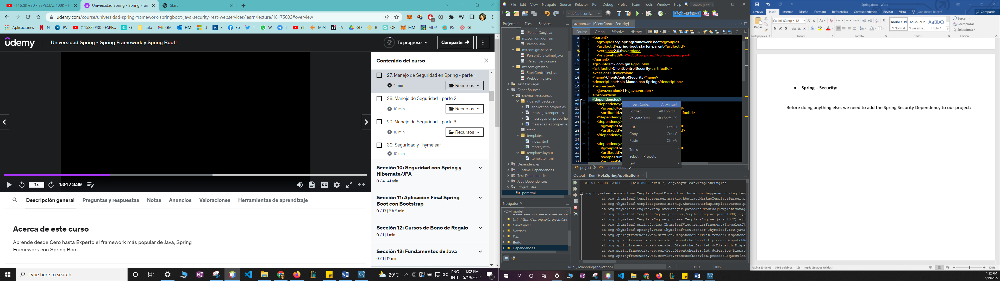 (11628) #30 - ESPECIAL 100K - F
Universidad Spring - Spring Fram
Start
udemy.com/course/universidad-spring-framework-springboot-java-security-rest-webservices/learn/lecture/18175602#overview
Aplicaciones N PV (11582) #30 - ESPE... G Tata GM HM U B Fb T W T YT MP3 TV GD B QF MM MDP PS GI »
udemy
Universidad Spring - Spring Framework y Spring Boot!
Tu progreso
Compartir
1x
1:04 / 3:39
CC
Contenido del curso
27. Manejo de Seguridad en Spring - parte 1
4 min
Recursos
28. Manejo de Seguridad - parte 2
10 min
Recursos
29. Manejo de Seguridad - parte 3
18 min
Recursos
30. Seguridad y Thymeleaf
10 min
Sección 10: Seguridad con Spring y
Hibernate/JPA
0 / 4 | 41 min
Sección 11: Aplicación Final Spring
Boot con Bootstrap
0 / 13 | 2 h 2 min
Sección 12: Cursos de Bono de Regalo
0 / 1 | 1 min
Sección 13: Fundamentos de Java
0 / 1 | 17 min
Descripción general Preguntas y respuestas Notas Anuncios Valoraciones Herramientas de aprendizaje
Acerca de este curso
Aprende desde Cero hasta Experto el framework más popular de Java, Spring
Framework con Spring Boot.
Type here to search
29°C
ENG
INTL
1:32 PM
5/19/2022
File Edit View Navigate Source Refactor Run Debug Profile Team Tools Window Help
Search (Ctrl+I)
<default confi...
397.2/484.0MB
Projects Files Services
iPersonDao.java
mx.com.gm.domain
Person.java
mx.com.gm.service
PersonServiceImpl.java
iPersonService.java
mx.com.gm.web
StartController.java
WebConfig.java
Test Packages
Other Sources
src/main/resources
<default package>
application.properties
messages.properties
messages_en.propertie
messages_es.propertie
static
templates
index.html
modify.html
templates.layout
template.html
Dependencies
Runtime Dependencies
Test Dependencies
Java Dependencies
Project Files
pom.xml
Navigator
POM model
Url : https://spring.io/projects/spri
Developers
Licenses
Scm
Build
Dependencies
pom.xml [ClientControlSecurity]
Source Graph Effective History
5 <parent>
6 <groupId>org.springframework.boot</groupId>
7 <artifactId>spring-boot-starter-parent</artifactId>
<version>2.6.6</version>
9 <relativePath/> <!-- lookup parent from repository -->
10 </parent>
11 <groupId>mx.com.gm</groupId>
12 <artifactId>ClientControlSecurity</artifactId>
13 <version>1.0</version>
14 <name>ClientControlSecurity</name>
15 <description>Hola Mundo con Spring</description>
16 <properties>
17 <java.version>11</java.version>
18 </properties>
19 <dependencies>
20 <dependency>
21 <groupId>or
22 <artifactId>s tifactId>
23 </dependency>
24 <dependency>
25 <groupId>or
26 <artifactId>s
27 </dependency>
28
29 <dependency>
30 <groupId>or
31 <artifactId>s
32 <scope>runt
33 <optional>tr
Insert Code... Alt+Insert
Format Alt+Shift+F
Validate XML Alt+Shift+F9
Cut Ctrl+X
Copy Ctrl+C
Paste Ctrl+V
Tools
Select in Projects
text
project dependencies
Output - Run (HolaSpringApplication)
01:01 ERROR 12484 --- [nio-8080-exec-7] org.thymeleaf.TemplateEngine
org.thymeleaf.exceptions.TemplateInputException: An error happened during temp
at org.thymeleaf.templateparser.markup.AbstractMarkupTemplateParser.pa
at org.thymeleaf.templateparser.markup.AbstractMarkupTemplateParser.pa
at org.thymeleaf.engine.TemplateManager.parseAndProcess(TemplateManage
at org.thymeleaf.TemplateEngine.process(TemplateEngine.java:1098) ~[th
at org.thymeleaf.TemplateEngine.process(TemplateEngine.java:1072) ~[th
at org.thymeleaf.spring5.view.ThymeleafView.renderFragment(ThymeleafVi
at org.thymeleaf.spring5.view.ThymeleafView.render(ThymeleafView.java
at org.springframework.web.servlet.DispatcherServlet.render(Dispatcher
at org.springframework.web.servlet.DispatcherServlet.processDispatchRe
at org.springframework.web.servlet.DispatcherServlet.doDispatch(Dispat
at org.springframework.web.servlet.DispatcherServlet.doService(Dispatc
at org.springframework.web.servlet.FrameworkServlet.processRequest(Fra
Run (HolaSpringApplication)
19:19
INS
Spring.docx - Word
Archivo Inicio Insertar Diseño Formato Referencias Correspondencia Revisar Vista ¿Qué desea hacer? Compartir
Pegar
Calibri (Cuerp 12
AaBbCcDd AaBbCcDd AaBbCc
¶ Normal ¶ Sin espa... Título 1
Buscar
Reemplazar
Seleccionar
Portapapeles Fuente Párrafo Estilos Edición
• Spring – Security:
Before doing anything else, we need to add the Spring Security Dependency to our project:
Página 65 de 66 5168 palabras Inglés (Estados Unidos)
120%
1:32 PM
5/19/2022